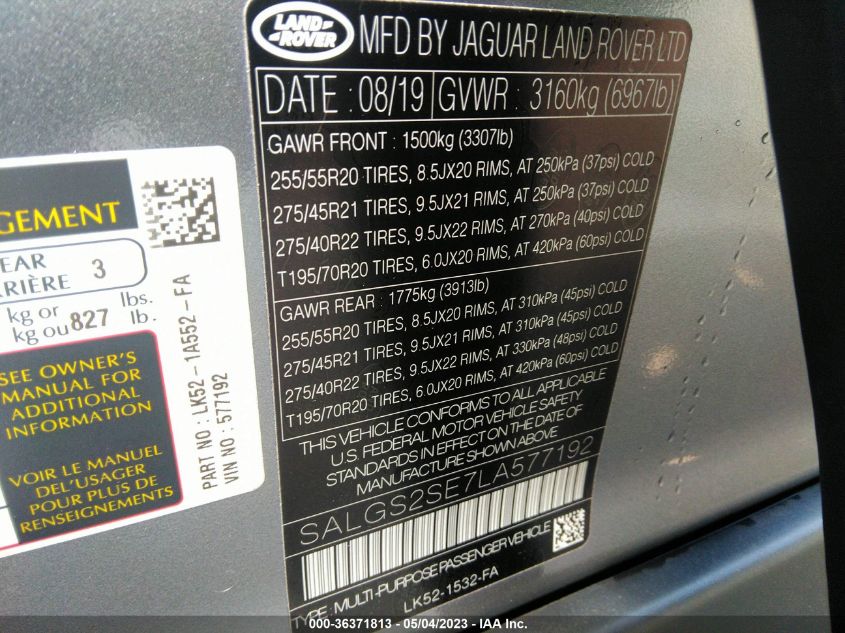 LAND
ROVER
MFD BY JAGUAR LAND ROVER LTD
DATE : 08/19 GVWR : 3160kg (6967lb)
GAWR FRONT : 1500kg (3307lb)
255/55R20 TIRES, 8.5JX20 RIMS, AT 250kPa (37psi) COLD
275/45R21 TIRES, 9.5JX21 RIMS, AT 250kPa (37psi) COLD
275/40R22 TIRES, 9.5JX22 RIMS, AT 270kPa (40psi) COLD
T195/70R20 TIRES, 6.0JX20 RIMS, AT 420kPa (60psi) COLD
GAWR REAR : 1775kg (3913lb)
255/55R20 TIRES, 8.5JX20 RIMS, AT 310kPa (45psi) COLD
275/45R21 TIRES, 9.5JX21 RIMS, AT 310kPa (45psi) COLD
275/40R22 TIRES, 9.5JX22 RIMS, AT 330kPa (48psi) COLD
T195/70R20 TIRES, 6.0JX20 RIMS, AT 420kPa (60psi) COLD
THIS VEHICLE CONFORMS TO ALL APPLICABLE
U.S. FEDERAL MOTOR VEHICLE SAFETY
STANDARDS IN EFFECT ON THE DATE OF
MANUFACTURE SHOWN ABOVE
SALGS2SE7LA577192
TYPE : MULTI-PURPOSE PASSENGER VEHICLE
LK52-1532-FA
GEMENT
EAR
RIÈRE 3
kg or lbs.
kg ou 827 lb.
SEE OWNER'S
MANUAL FOR
ADDITIONAL
INFORMATION
VOIR LE MANUEL
DEL'USAGER
POUR PLUS DE
RENSEIGNEMENTS
PART NO : LK52-1A552-FA
VIN NO : 577192
000-36371813 - 05/04/2023 - IAA Inc.